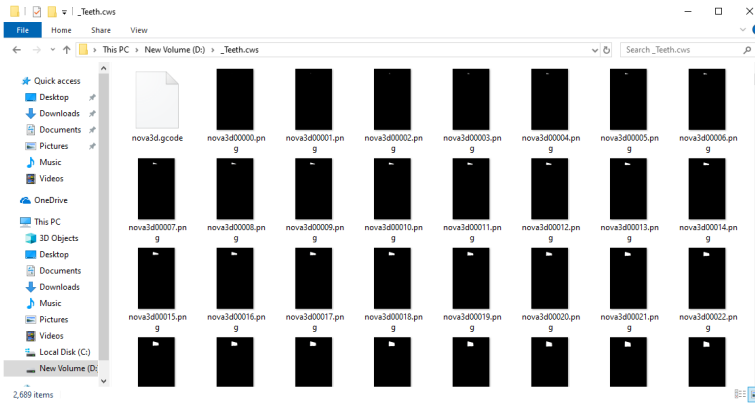 _Teeth.cws
File Home Share View
This PC > New Volume (D:) > _Teeth.cws
Search _Teeth.cws
Quick access
Desktop
Downloads
Documents
Pictures
Music
Videos
OneDrive
This PC
3D Objects
Desktop
Documents
Downloads
Music
Pictures
Videos
Local Disk (C:)
New Volume (D:
nova3d.gcode
nova3d00000.pn
g
nova3d00001.pn
g
nova3d00002.pn
g
nova3d00003.pn
g
nova3d00004.pn
g
nova3d00005.pn
g
nova3d00006.pn
g
nova3d00007.pn
g
nova3d00008.pn
g
nova3d00009.pn
g
nova3d00010.pn
g
nova3d00011.pn
g
nova3d00012.pn
g
nova3d00013.pn
g
nova3d00014.pn
g
nova3d00015.pn
g
nova3d00016.pn
g
nova3d00017.pn
g
nova3d00018.pn
g
nova3d00019.pn
g
nova3d00020.pn
g
nova3d00021.pn
g
nova3d00022.pn
g
2,689 items